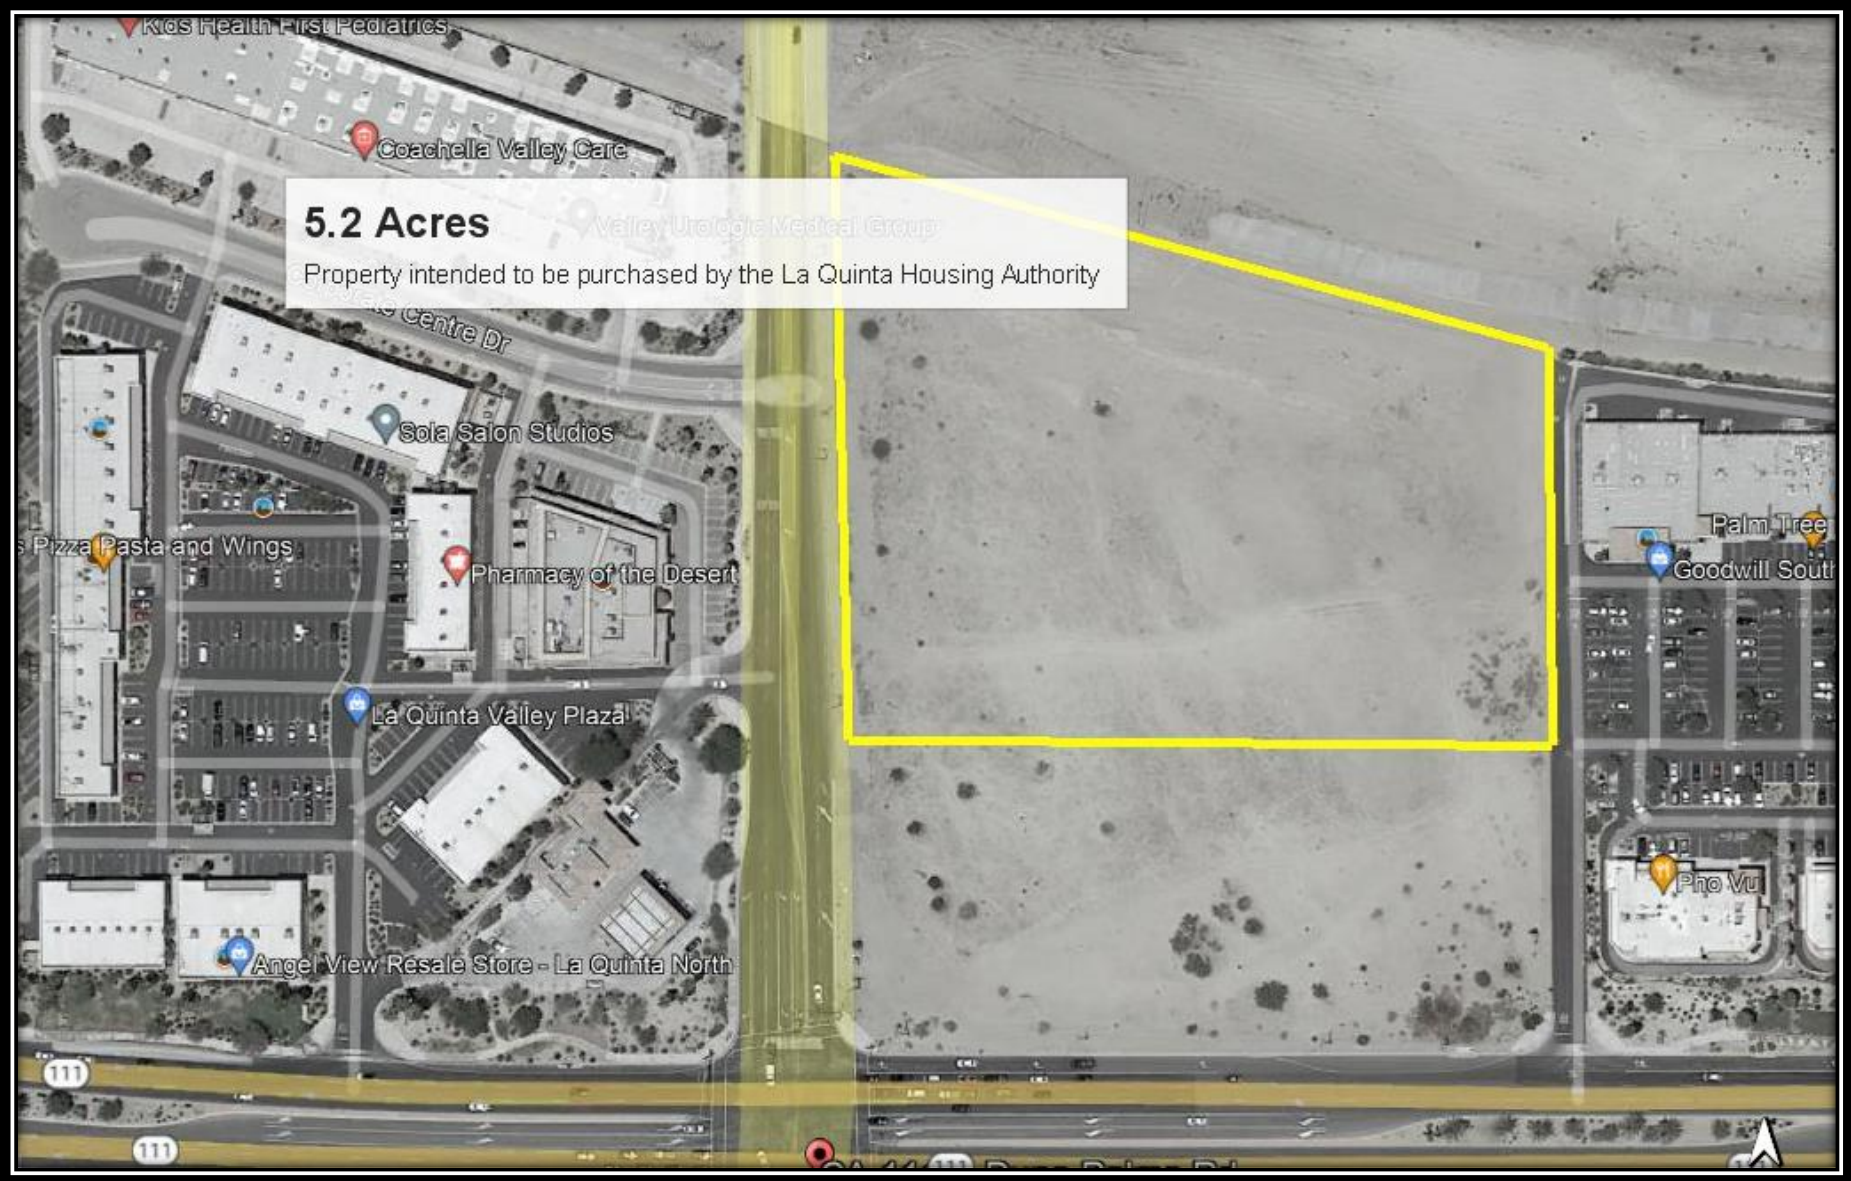 Kids Health First Pediatrics
Coachella Valley Care
5.2 Acres
Valley Urologic Medical Group
Property intended to be purchased by the La Quinta Housing Authority
Centre Dr
Sola Salon Studios
Palm Tree
Pizza Pasta and Wings
Pharmacy of the Desert
Goodwill South
La Quinta Valley Plaza
Pho Vu
Angel View Resale Store - La Quinta North
111
111